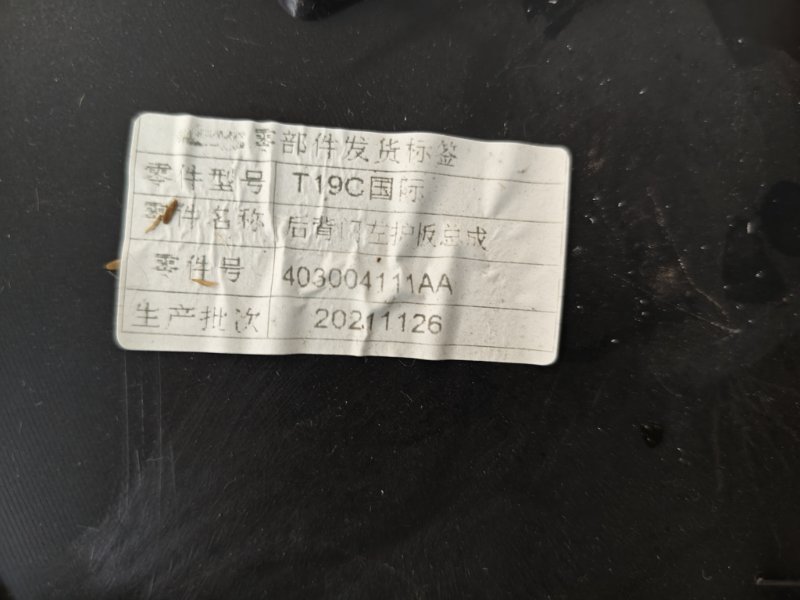 零部件发货标签
零件型号 T19C国际
零件名称 后背门左护板总成
零件号 403004111AA
生产批次 20211126